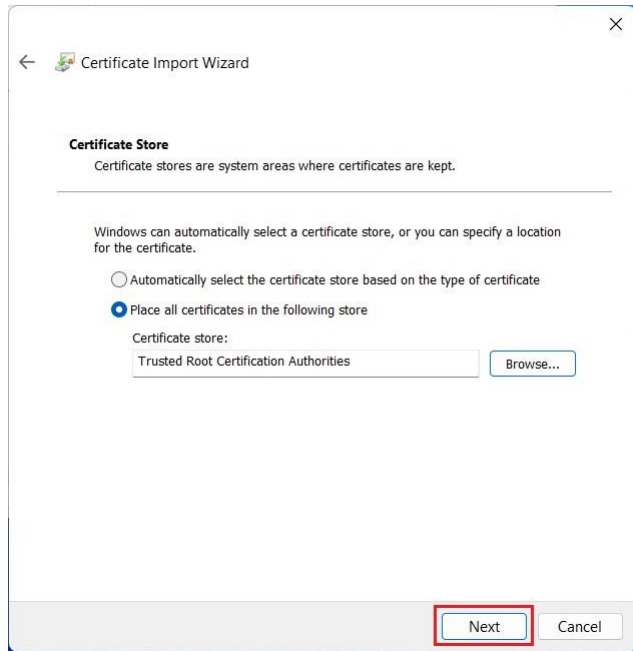 Certificate Import Wizard
Certificate Store
Certificate stores are system areas where certificates are kept.
Windows can automatically select a certificate store, or you can specify a location
for the certificate.
Automatically select the certificate store based on the type of certificate
Place all certificates in the following store
Certificate store:
Trusted Root Certification Authorities
Browse...
Next
Cancel